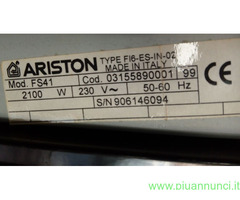 ARISTON
TYPE FI6-ES-IN-02
MADE IN ITALY
Mod. FS41 Cod. 03155890001 99
2100 W 230 V~ 50-60 Hz
S/N 906146094
CE
www.piuannunci.it